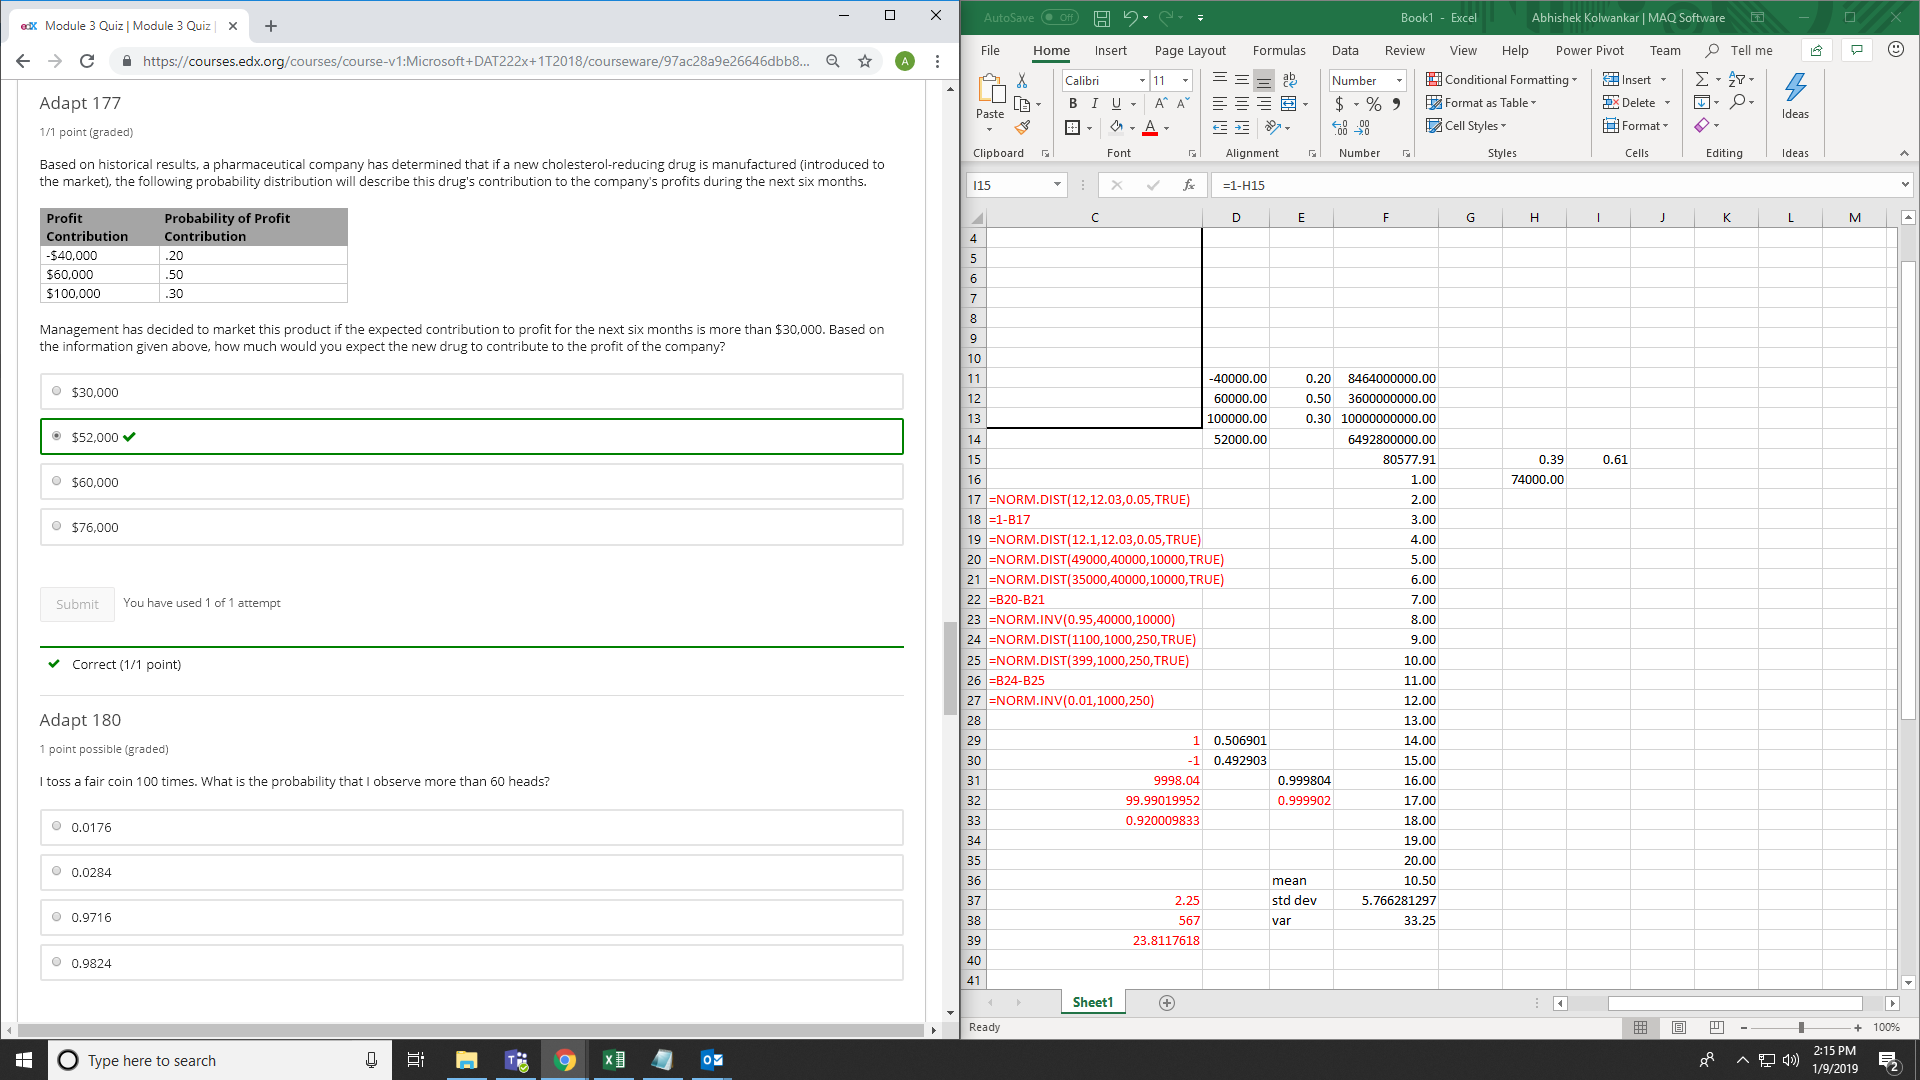 edX Module 3 Quiz | Module 3 Quiz |
https://courses.edx.org/courses/course-v1:Microsoft+DAT222x+1T2018/courseware/97ac28a9e26646dbb8...
A
Adapt 177
1/1 point (graded)
Based on historical results, a pharmaceutical company has determined that if a new cholesterol-reducing drug is manufactured (introduced to
the market), the following probability distribution will describe this drug's contribution to the company's profits during the next six months.
Profit Contribution Probability of Profit Contribution
-$40,000 .20
$60,000 .50
$100,000 .30
Management has decided to market this product if the expected contribution to profit for the next six months is more than $30,000. Based on
the information given above, how much would you expect the new drug to contribute to the profit of the company?
$30,000
$52,000
$60,000
$76,000
Submit You have used 1 of 1 attempt
Correct (1/1 point)
Adapt 180
1 point possible (graded)
I toss a fair coin 100 times. What is the probability that I observe more than 60 heads?
0.0176
0.0284
0.9716
0.9824
AutoSave Off Book1 - Excel Abhishek Kolwankar | MAQ Software
File Home Insert Page Layout Formulas Data Review View Help Power Pivot Team Tell me
Calibri 11 ab Number Conditional Formatting Insert
Paste B I U A A $ % Format as Table Delete Ideas
A Cell Styles Format
Clipboard Font Alignment Number Styles Cells Editing Ideas
I15 fx =1-H15
C D E F G H I J K L M
4
5
6
7
8
9
10
11 -40000.00 0.20 8464000000.00
12 60000.00 0.50 3600000000.00
13 100000.00 0.30 10000000000.00
14 52000.00 6492800000.00
15 80577.91 0.39 0.61
16 1.00 74000.00
17 =NORM.DIST(12,12.03,0.05,TRUE) 2.00
18 =1-B17 3.00
19 =NORM.DIST(12.1,12.03,0.05,TRUE) 4.00
20 =NORM.DIST(49000,40000,10000,TRUE) 5.00
21 =NORM.DIST(35000,40000,10000,TRUE) 6.00
22 =B20-B21 7.00
23 =NORM.INV(0.95,40000,10000) 8.00
24 =NORM.DIST(1100,1000,250,TRUE) 9.00
25 =NORM.DIST(399,1000,250,TRUE) 10.00
26 =B24-B25 11.00
27 =NORM.INV(0.01,1000,250) 12.00
28 13.00
29 1 0.506901 14.00
30 -1 0.492903 15.00
31 9998.04 0.999804 16.00
32 99.99019952 0.999902 17.00
33 0.920009833 18.00
34 19.00
35 20.00
36 mean 10.50
37 2.25 std dev 5.766281297
38 567 var 33.25
39 23.8117618
40
41
Sheet1
Ready 100%
Type here to search
2:15 PM
1/9/2019
2